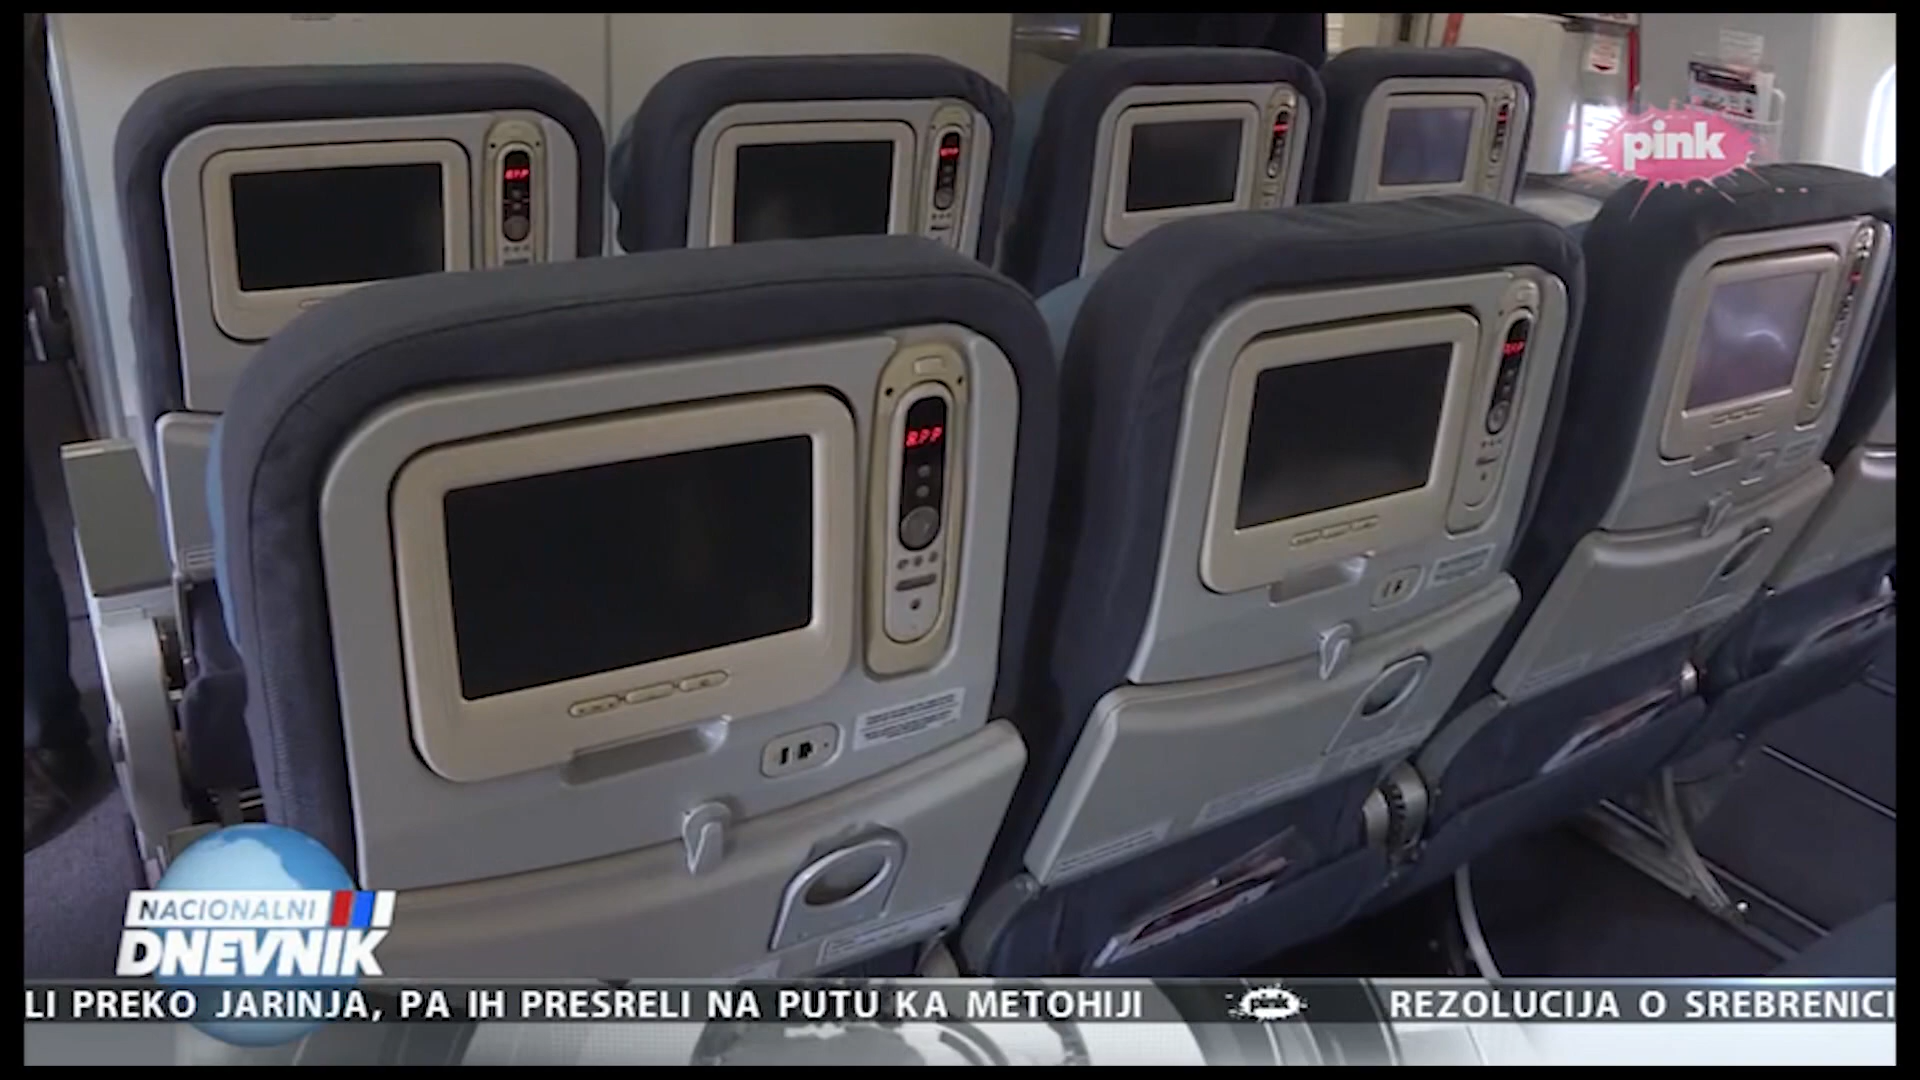 pink
NACIONALNI
DNEVNIK
LI PREKO JARINJA, PA IH PRESRELI NA PUTU KA METOHIJI REZOLUCIJA O SREBRENICI